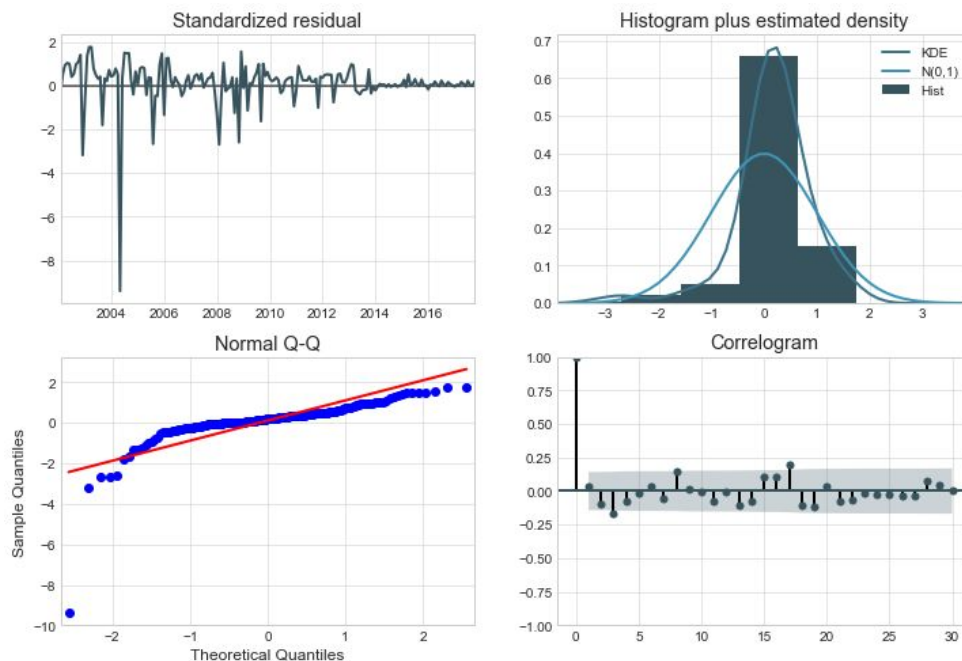 Standardized residual
2
0
−2
−4
−6
−8
2004 2006 2008 2010 2012 2014 2016
Histogram plus estimated density
0.7
0.6
0.5
0.4
0.3
0.2
0.1
0.0
KDE
N(0,1)
Hist
−3 −2 −1 0 1 2 3
Normal Q-Q
Sample Quantiles
2
0
−2
−4
−6
−8
−10
−2 −1 0 1 2
Theoretical Quantiles
Correlogram
1.00
0.75
0.50
0.25
0.00
−0.25
−0.50
−0.75
−1.00
0 5 10 15 20 25 30